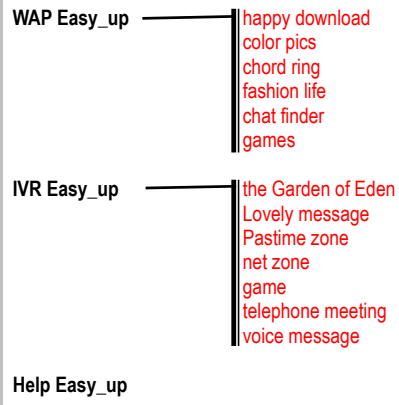 WAP Easy_up
happy download
color pics
chord ring
fashion life
chat finder
games
IVR Easy_up
the Garden of Eden
Lovely message
Pastime zone
net zone
game
telephone meeting
voice message
Help Easy_up